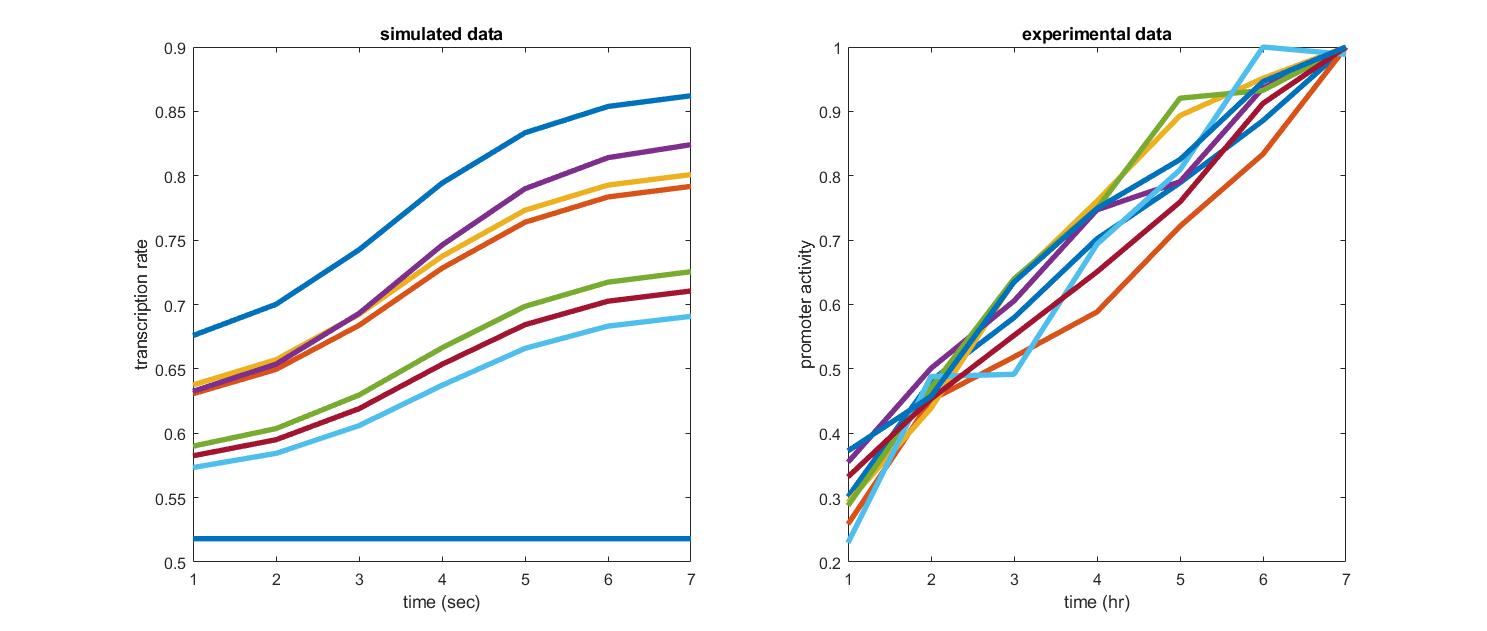 simulated data
0.9
0.85
0.8
0.75
0.7
0.65
0.6
0.55
0.5
transcription rate
1 2 3 4 5 6 7
time (sec)
experimental data
1
0.9
0.8
0.7
0.6
0.5
0.4
0.3
0.2
promoter activity
1 2 3 4 5 6 7
time (hr)